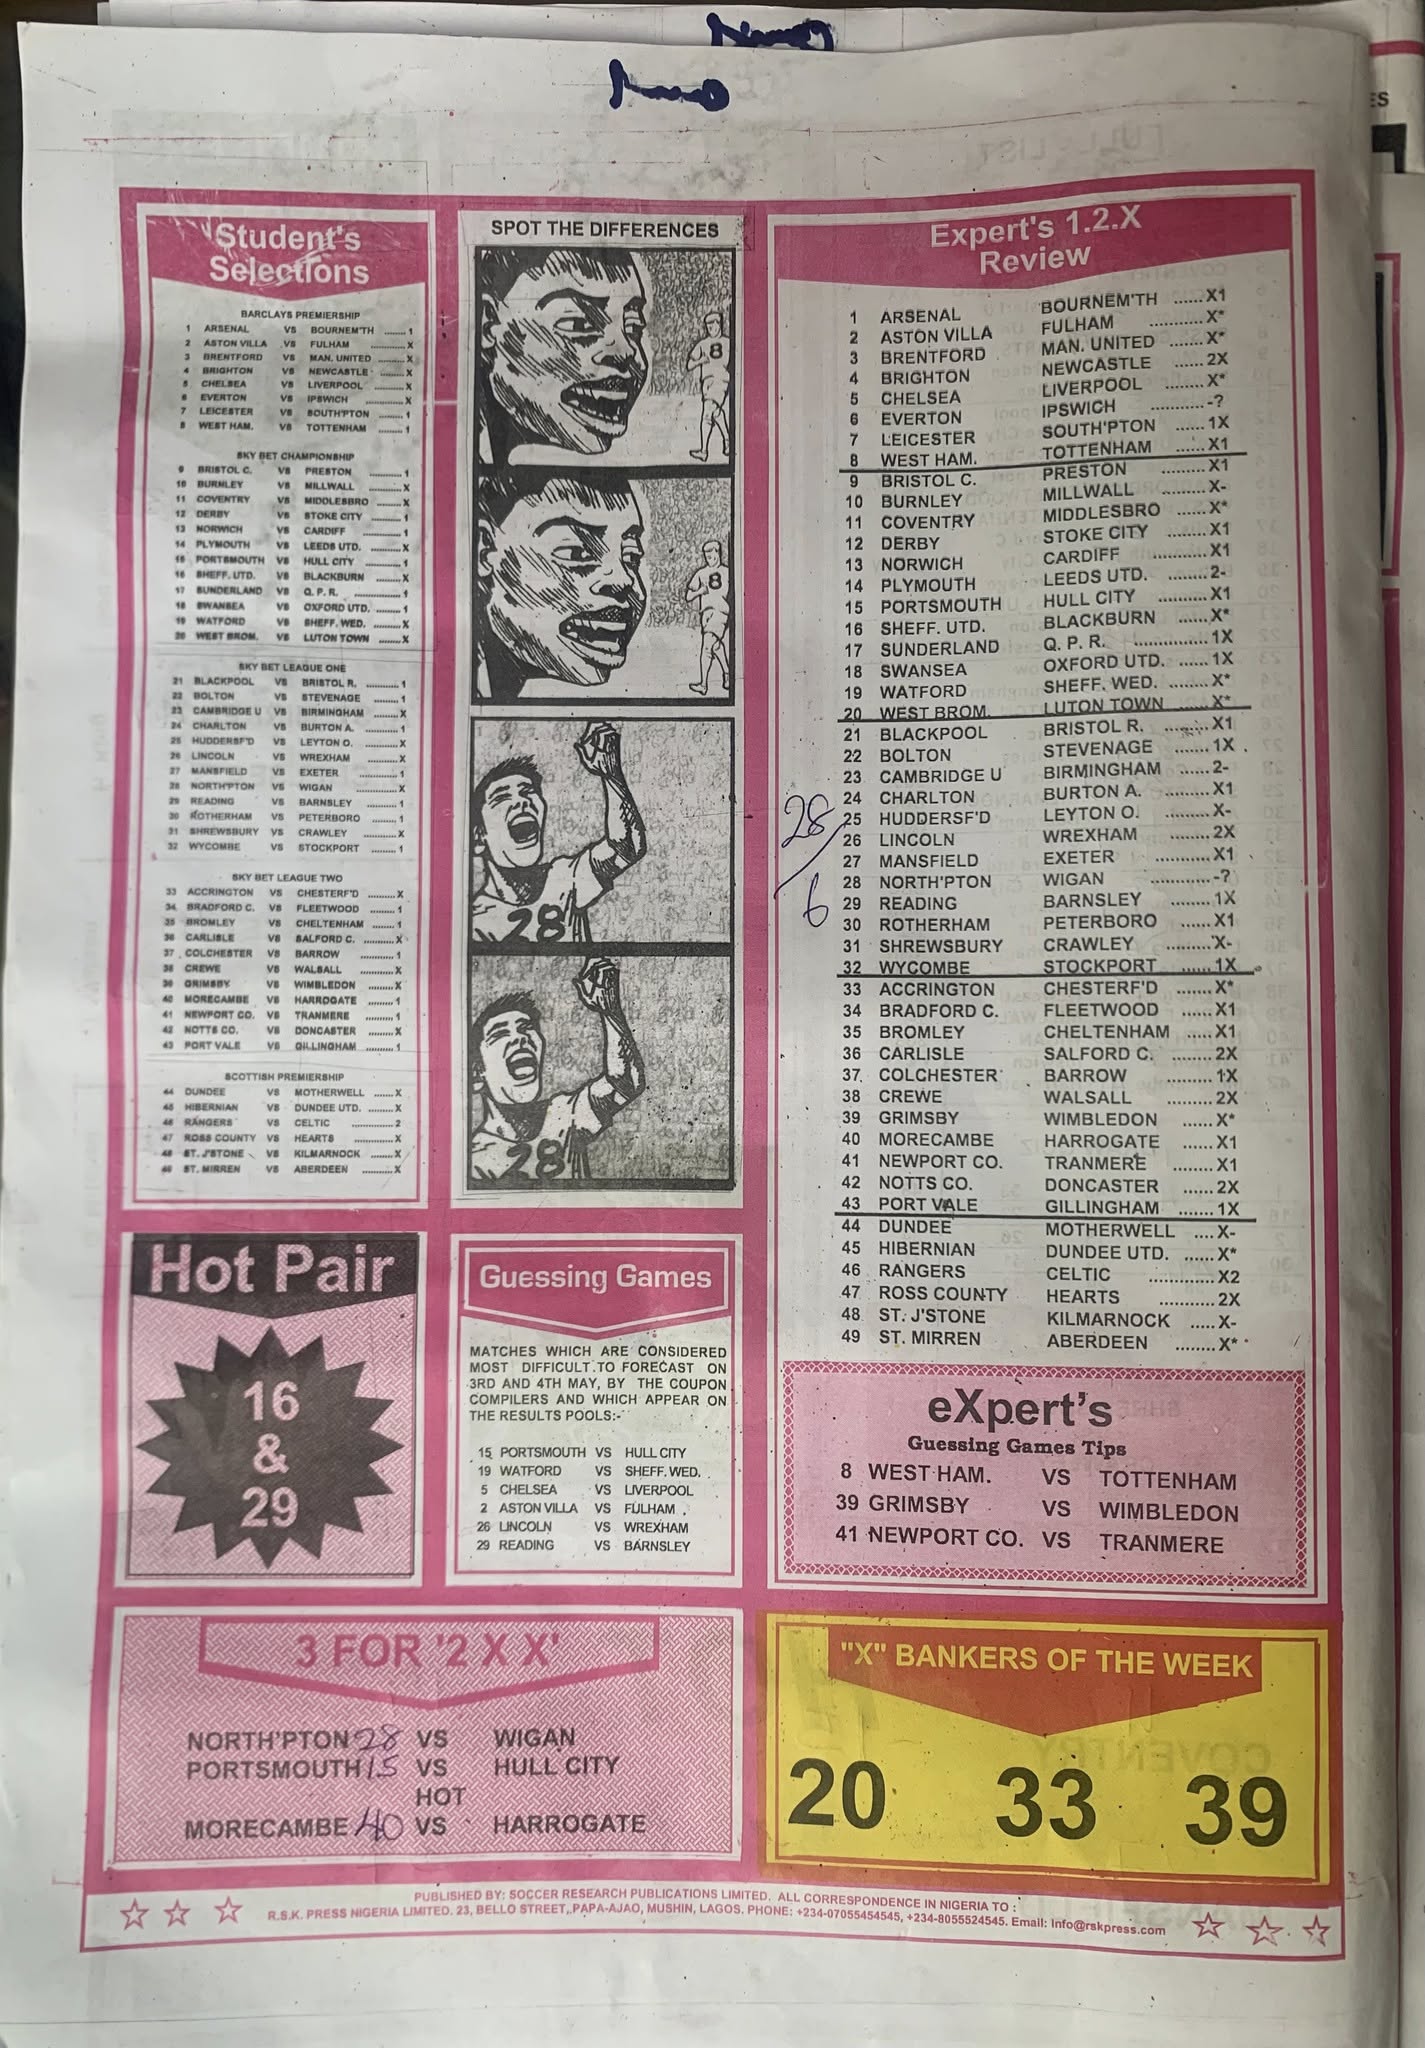 ES
Student's
Selections
BARCLAYS PREMIERSHIP
1 ARSENAL VS BOURNEM'TH ........ 1
2 ASTON VILLA VS FULHAM ......... X
3 BRENTFORD VS MAN. UNITED ........ X
4 BRIGHTON VS NEWCASTLE ........ X
5 CHELSEA VS LIVERPOOL ......... X
6 EVERTON VS IPSWICH ......... X
7 LEICESTER VS SOUTH'PTON ........ 1
8 WEST HAM. VS TOTTENHAM ........ 1
SKY BET CHAMPIONSHIP
9 BRISTOL C. VS PRESTON ......... 1
10 BURNLEY VS MILLWALL ......... X
11 COVENTRY VS MIDDLESBRO ........ X
12 DERBY VS STOKE CITY ........ 1
13 NORWICH VS CARDIFF ......... 1
14 PLYMOUTH VS LEEDS UTD. ........ X
15 PORTSMOUTH VS HULL CITY ......... 1
16 SHEFF. UTD. VS BLACKBURN ........ X
17 SUNDERLAND VS Q. P. R. ......... 1
18 SWANSEA VS OXFORD UTD. ....... 1
19 WATFORD VS SHEFF. WED. ........ X
20 WEST BROM. VS LUTON TOWN ....... X
SKY BET LEAGUE ONE
21 BLACKPOOL VS BRISTOL R. ......... 1
22 BOLTON VS STEVENAGE ........ 1
23 CAMBRIDGE U VS BIRMINGHAM ........ X
24 CHARLTON VS BURTON A. ........ 1
25 HUDDERSF'D VS LEYTON O. ........ X
26 LINCOLN VS WREXHAM ......... X
27 MANSFIELD VS EXETER ......... 1
28 NORTH'PTON VS WIGAN ......... X
29 READING VS BARNSLEY ......... 1
30 ROTHERHAM VS PETERBORO ........ 1
31 SHREWSBURY VS CRAWLEY ......... X
32 WYCOMBE VS STOCKPORT ........ 1
SKY BET LEAGUE TWO
33 ACCRINGTON VS CHESTERF'D ........ X
34 BRADFORD C. VS FLEETWOOD ........ 1
35 BROMLEY VS CHELTENHAM ........ 1
36 CARLISLE VS SALFORD C. ........ X
37 COLCHESTER VS BARROW ......... 1
38 CREWE VS WALSALL ......... X
39 GRIMSBY VS WIMBLEDON ........ X
40 MORECAMBE VS HARROGATE ........ 1
41 NEWPORT CO. VS TRANMERE ........ 1
42 NOTTS CO. VS DONCASTER ........ X
43 PORT VALE VS GILLINGHAM ......... 1
SCOTTISH PREMIERSHIP
44 DUNDEE VS MOTHERWELL ....... X
45 HIBERNIAN VS DUNDEE UTD. ....... X
46 RANGERS VS CELTIC ............ 2
47 ROSS COUNTY VS HEARTS ......... X
48 ST. J'STONE VS KILMARNOCK ....... X
49 ST. MIRREN VS ABERDEEN ......... X
SPOT THE DIFFERENCES
8
8
28
28
Expert's 1.2.X
Review
1 ARSENAL BOURNEM'TH ...... X1
2 ASTON VILLA FULHAM ............ X*
3 BRENTFORD MAN. UNITED ....... X*
4 BRIGHTON NEWCASTLE ....... 2X
5 CHELSEA LIVERPOOL ........ X*
6 EVERTON IPSWICH ........... -?
7 LEICESTER SOUTH'PTON ...... 1X
8 WEST HAM. TOTTENHAM ...... X1
9 BRISTOL C. PRESTON ......... X1
10 BURNLEY MILLWALL ......... X-
11 COVENTRY MIDDLESBRO ..... X*
12 DERBY STOKE CITY ....... X1
13 NORWICH CARDIFF ........... X1
14 PLYMOUTH LEEDS UTD. ........ 2-
15 PORTSMOUTH HULL CITY ......... X1
16 SHEFF. UTD. BLACKBURN ....... X*
17 SUNDERLAND Q. P. R. .............. 1X
18 SWANSEA OXFORD UTD. ...... 1X
19 WATFORD SHEFF. WED. ........ X*
20 WEST BROM. LUTON TOWN ...... X*
21 BLACKPOOL BRISTOL R. ........ X1
22 BOLTON STEVENAGE ....... 1X
23 CAMBRIDGE U BIRMINGHAM ...... 2-
24 CHARLTON BURTON A. ........ X1
28/6
25 HUDDERSF'D LEYTON O. ........ X-
26 LINCOLN WREXHAM ......... 2X
27 MANSFIELD EXETER ........... X1
28 NORTH'PTON WIGAN ............ -?
29 READING BARNSLEY ......... 1X
30 ROTHERHAM PETERBORO ...... X1
31 SHREWSBURY CRAWLEY ......... X-
32 WYCOMBE STOCKPORT ...... 1X
33 ACCRINGTON CHESTERF'D ....... X*
34 BRADFORD C. FLEETWOOD ...... X1
35 BROMLEY CHELTENHAM ..... X1
36 CARLISLE SALFORD C. ........ 2X
37 COLCHESTER BARROW ........... 1X
38 CREWE WALSALL .......... 2X
39 GRIMSBY WIMBLEDON ....... X*
40 MORECAMBE HARROGATE ...... X1
41 NEWPORT CO. TRANMERE ........ X1
42 NOTTS CO. DONCASTER ...... 2X
43 PORT VALE GILLINGHAM ....... 1X
44 DUNDEE MOTHERWELL .... X-
45 HIBERNIAN DUNDEE UTD. ...... X*
46 RANGERS CELTIC ............. X2
47 ROSS COUNTY HEARTS ........... 2X
48 ST. J'STONE KILMARNOCK ..... X-
49 ST. MIRREN ABERDEEN ........ X*
Hot Pair
16
&
29
Guessing Games
MATCHES WHICH ARE CONSIDERED
MOST DIFFICULT TO FORECAST ON
3RD AND 4TH MAY, BY THE COUPON
COMPILERS AND WHICH APPEAR ON
THE RESULTS POOLS:-
15 PORTSMOUTH VS HULL CITY
19 WATFORD VS SHEFF. WED.
5 CHELSEA VS LIVERPOOL
2 ASTON VILLA VS FULHAM
26 LINCOLN VS WREXHAM
29 READING VS BARNSLEY
eXpert's
Guessing Games Tips
8 WEST HAM. VS TOTTENHAM
39 GRIMSBY VS WIMBLEDON
41 NEWPORT CO. VS TRANMERE
3 FOR '2 X X'
NORTH'PTON 28 VS WIGAN
PORTSMOUTH 15 VS HULL CITY
HOT
MORECAMBE 40 VS HARROGATE
"X" BANKERS OF THE WEEK
20 33 39
PUBLISHED BY: SOCCER RESEARCH PUBLICATIONS LIMITED. ALL CORRESPONDENCE IN NIGERIA TO :
R.S.K. PRESS NIGERIA LIMITED. 23, BELLO STREET, PAPA-AJAO, MUSHIN, LAGOS. PHONE: +234-07055454545, +234-8055524545. Email: Info@rskpress.com